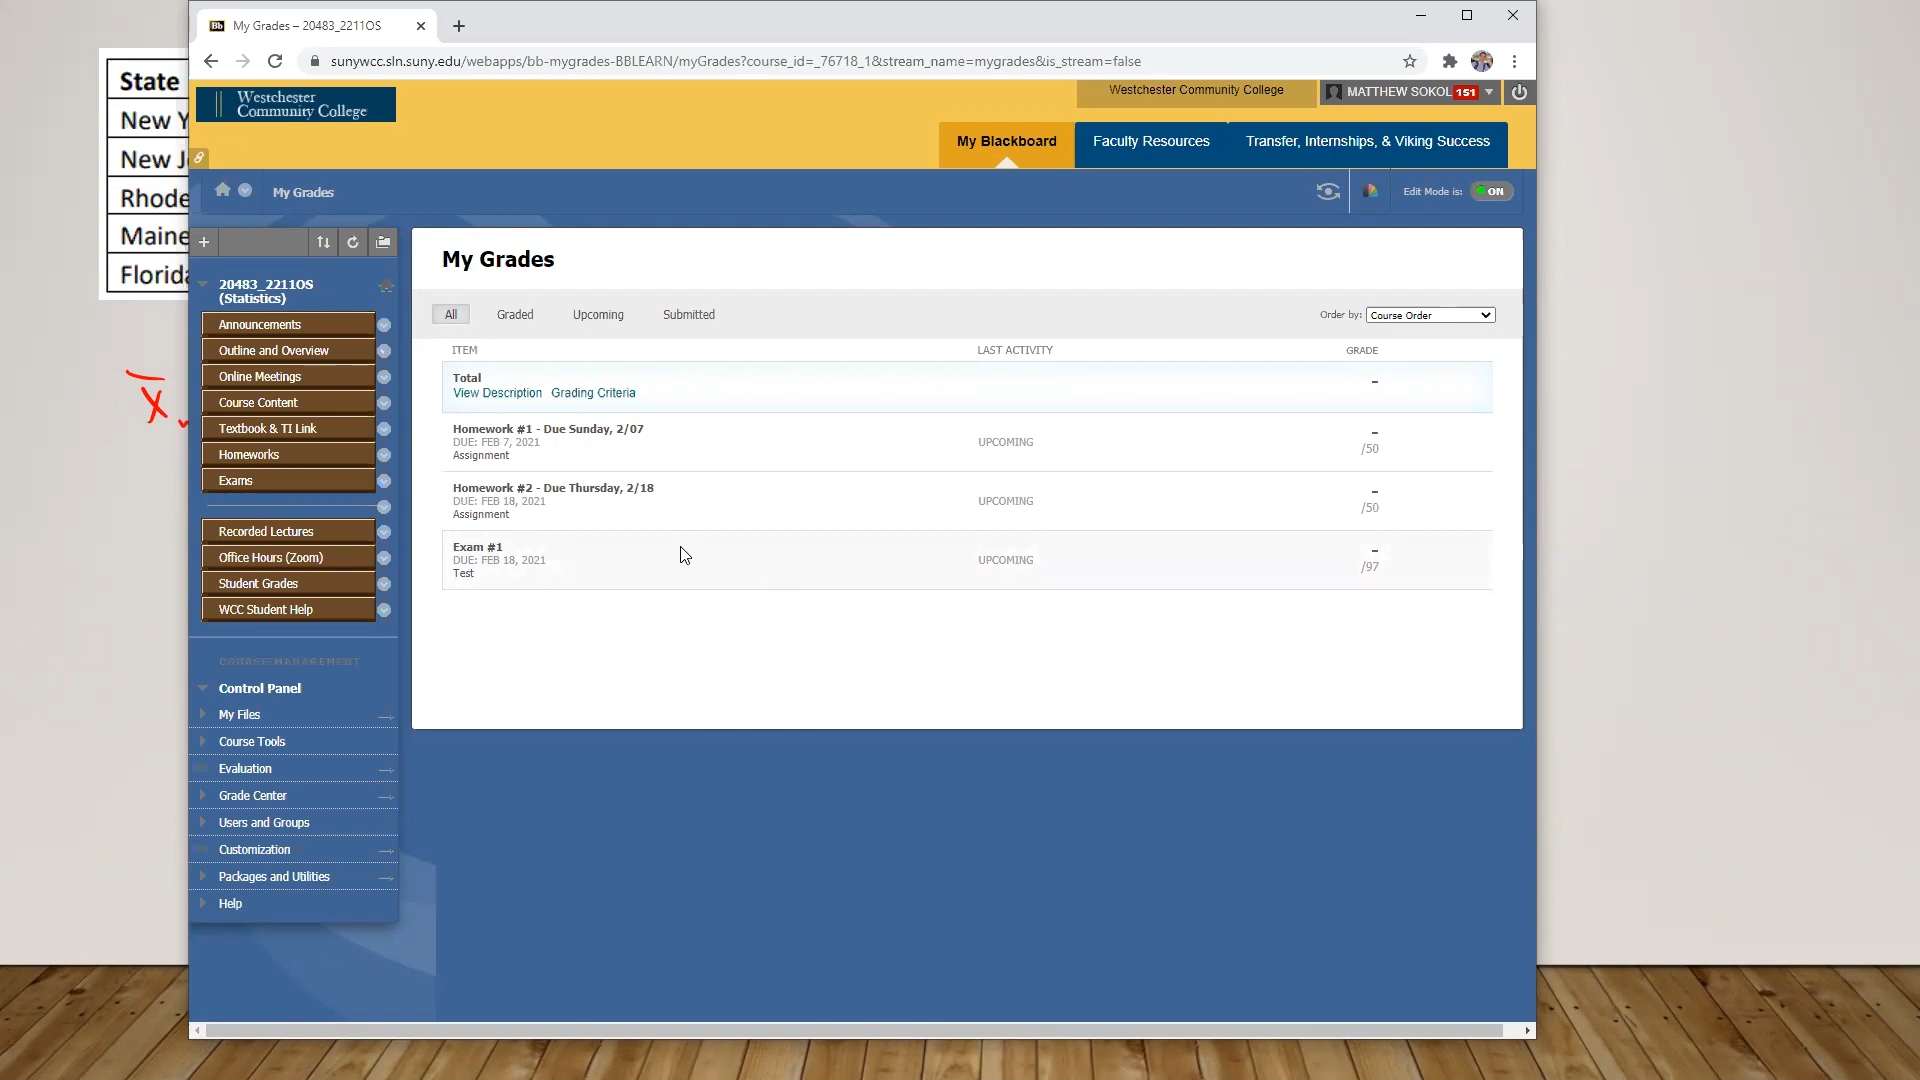 My Grades – 20483_2211OS
sunywcc.sln.suny.edu/webapps/bb-mygrades-BBLEARN/myGrades?course_id=_76718_1&stream_name=mygrades&is_stream=false
State
New Y
New J
Rhode
Maine
Florida
x̄
Westchester
Community College
Westchester Community College
MATTHEW SOKOL 151
My Blackboard
Faculty Resources
Transfer, Internships, & Viking Success
My Grades
Edit Mode is: ON
20483_2211OS
(Statistics)
Announcements
Outline and Overview
Online Meetings
Course Content
Textbook & TI Link
Homeworks
Exams
Recorded Lectures
Office Hours (Zoom)
Student Grades
WCC Student Help
COURSE MANAGEMENT
Control Panel
My Files
Course Tools
Evaluation
Grade Center
Users and Groups
Customization
Packages and Utilities
Help
My Grades
All Graded Upcoming Submitted
Order by: Course Order
ITEM LAST ACTIVITY GRADE
Total -
View Description Grading Criteria
Homework #1 - Due Sunday, 2/07 -
DUE: FEB 7, 2021 UPCOMING /50
Assignment
Homework #2 - Due Thursday, 2/18 -
DUE: FEB 18, 2021 UPCOMING /50
Assignment
Exam #1 -
DUE: FEB 18, 2021 UPCOMING /97
Test